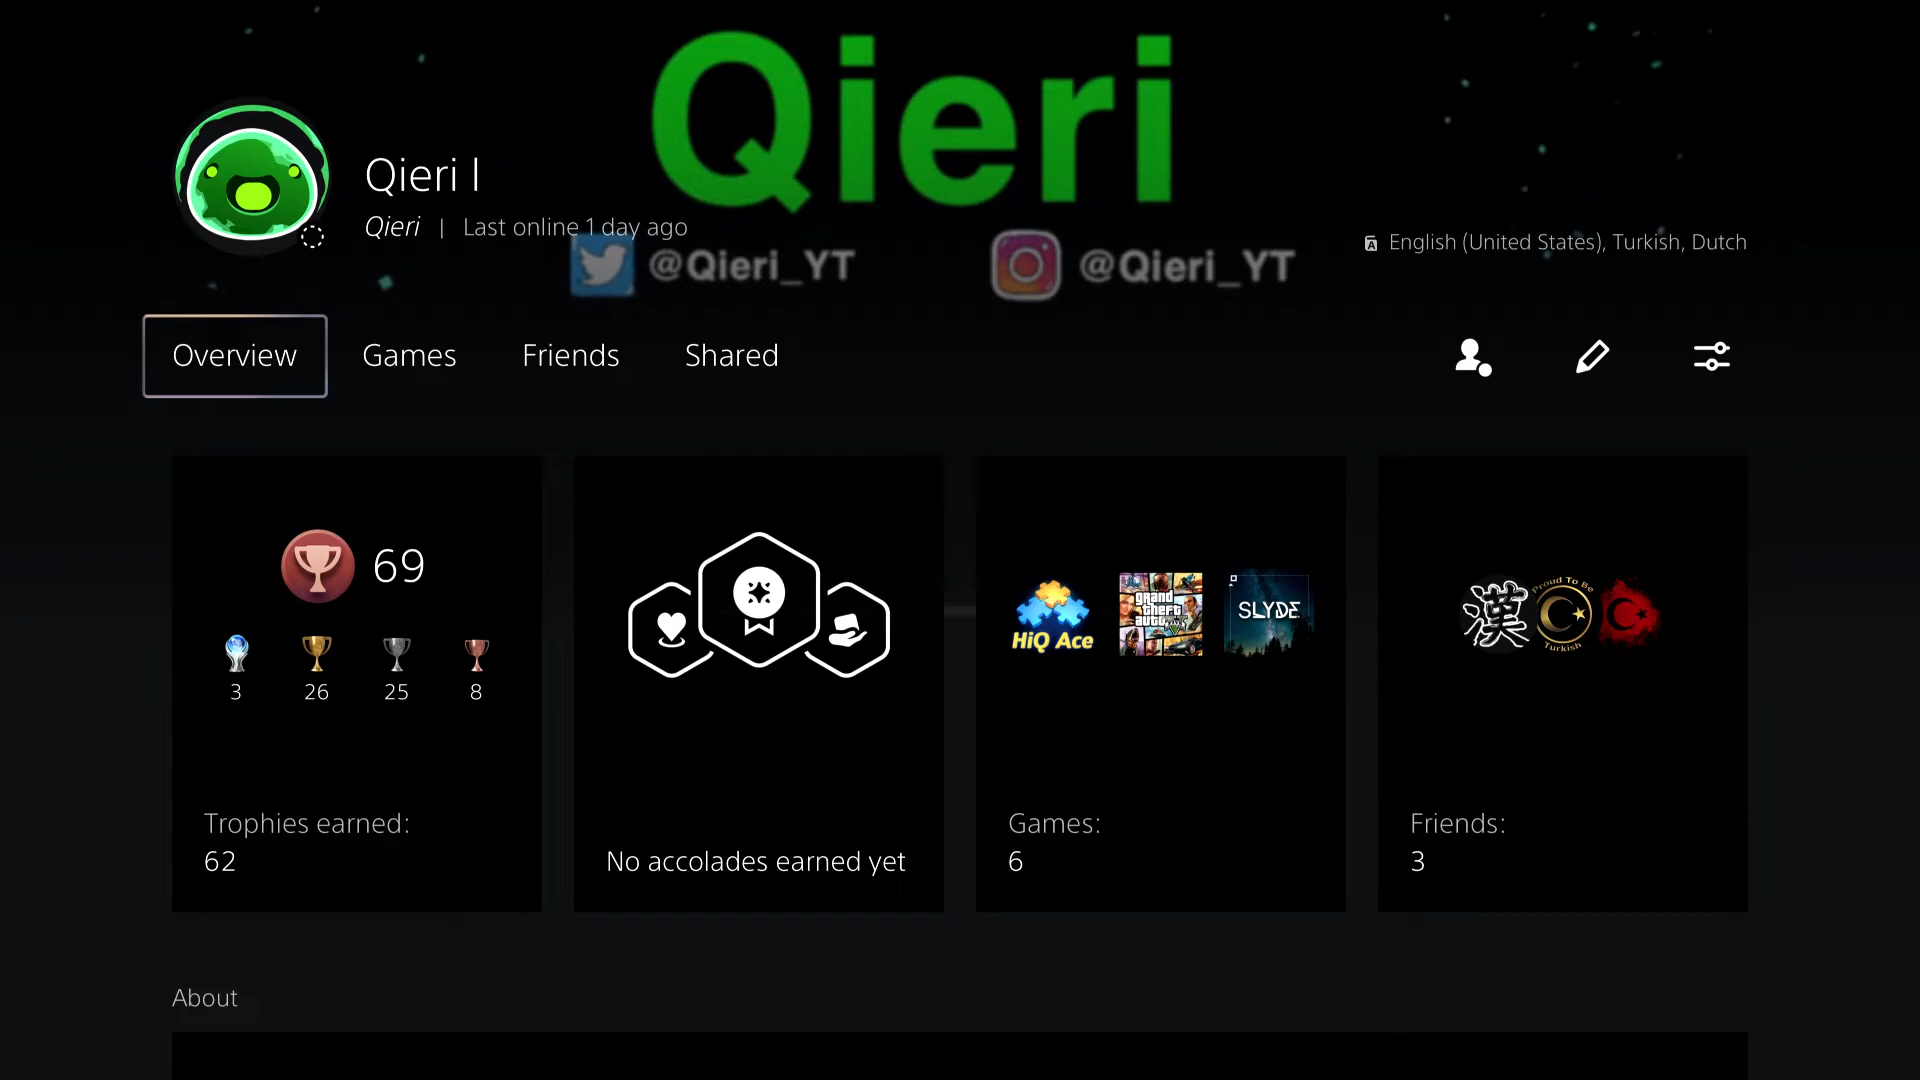 Qieri
Qieri l
Qieri | Last online 1 day ago
@Qieri_YT
@Qieri_YT
English (United States), Turkish, Dutch
Overview
Games
Friends
Shared
69
3
26
25
8
Trophies earned:
62
No accolades earned yet
HiQ Ace
grand
theft
auto
V
SLYDE
Games:
6
漢
Proud To Be
Turkish
Friends:
3
About